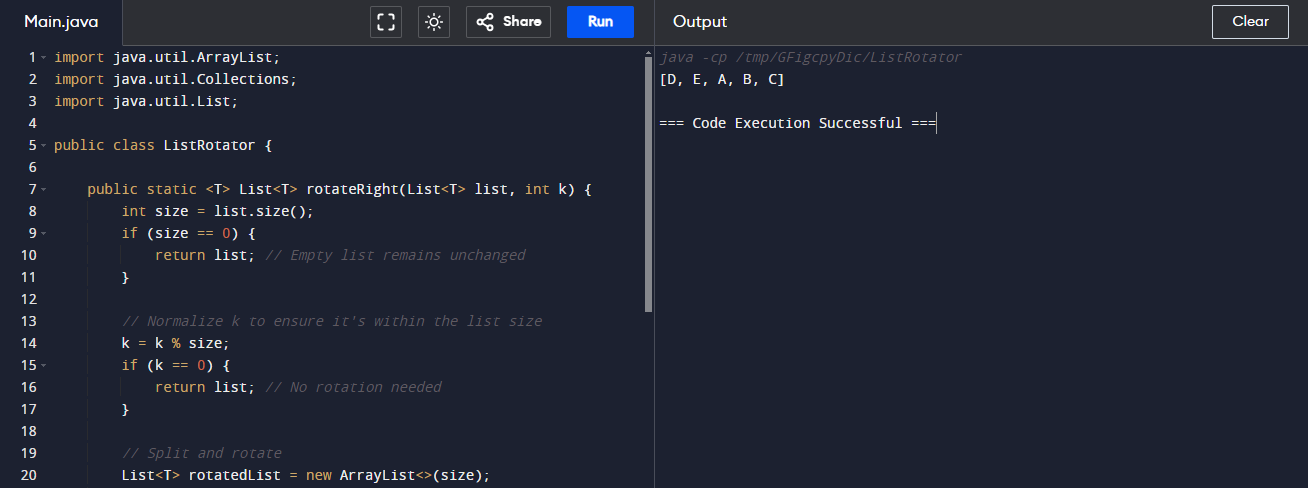 Main.java
Share
Run
Output
Clear
1 import java.util.ArrayList;
2 import java.util.Collections;
3 import java.util.List;
4
5 public class ListRotator {
6
7     public static <T> List<T> rotateRight(List<T> list, int k) {
8         int size = list.size();
9         if (size == 0) {
10             return list; // Empty list remains unchanged
11         }
12
13         // Normalize k to ensure it's within the list size
14         k = k % size;
15         if (k == 0) {
16             return list; // No rotation needed
17         }
18
19         // Split and rotate
20         List<T> rotatedList = new ArrayList<>(size);
java -cp /tmp/GFigcpyDic/ListRotator
[D, E, A, B, C]
=== Code Execution Successful ===